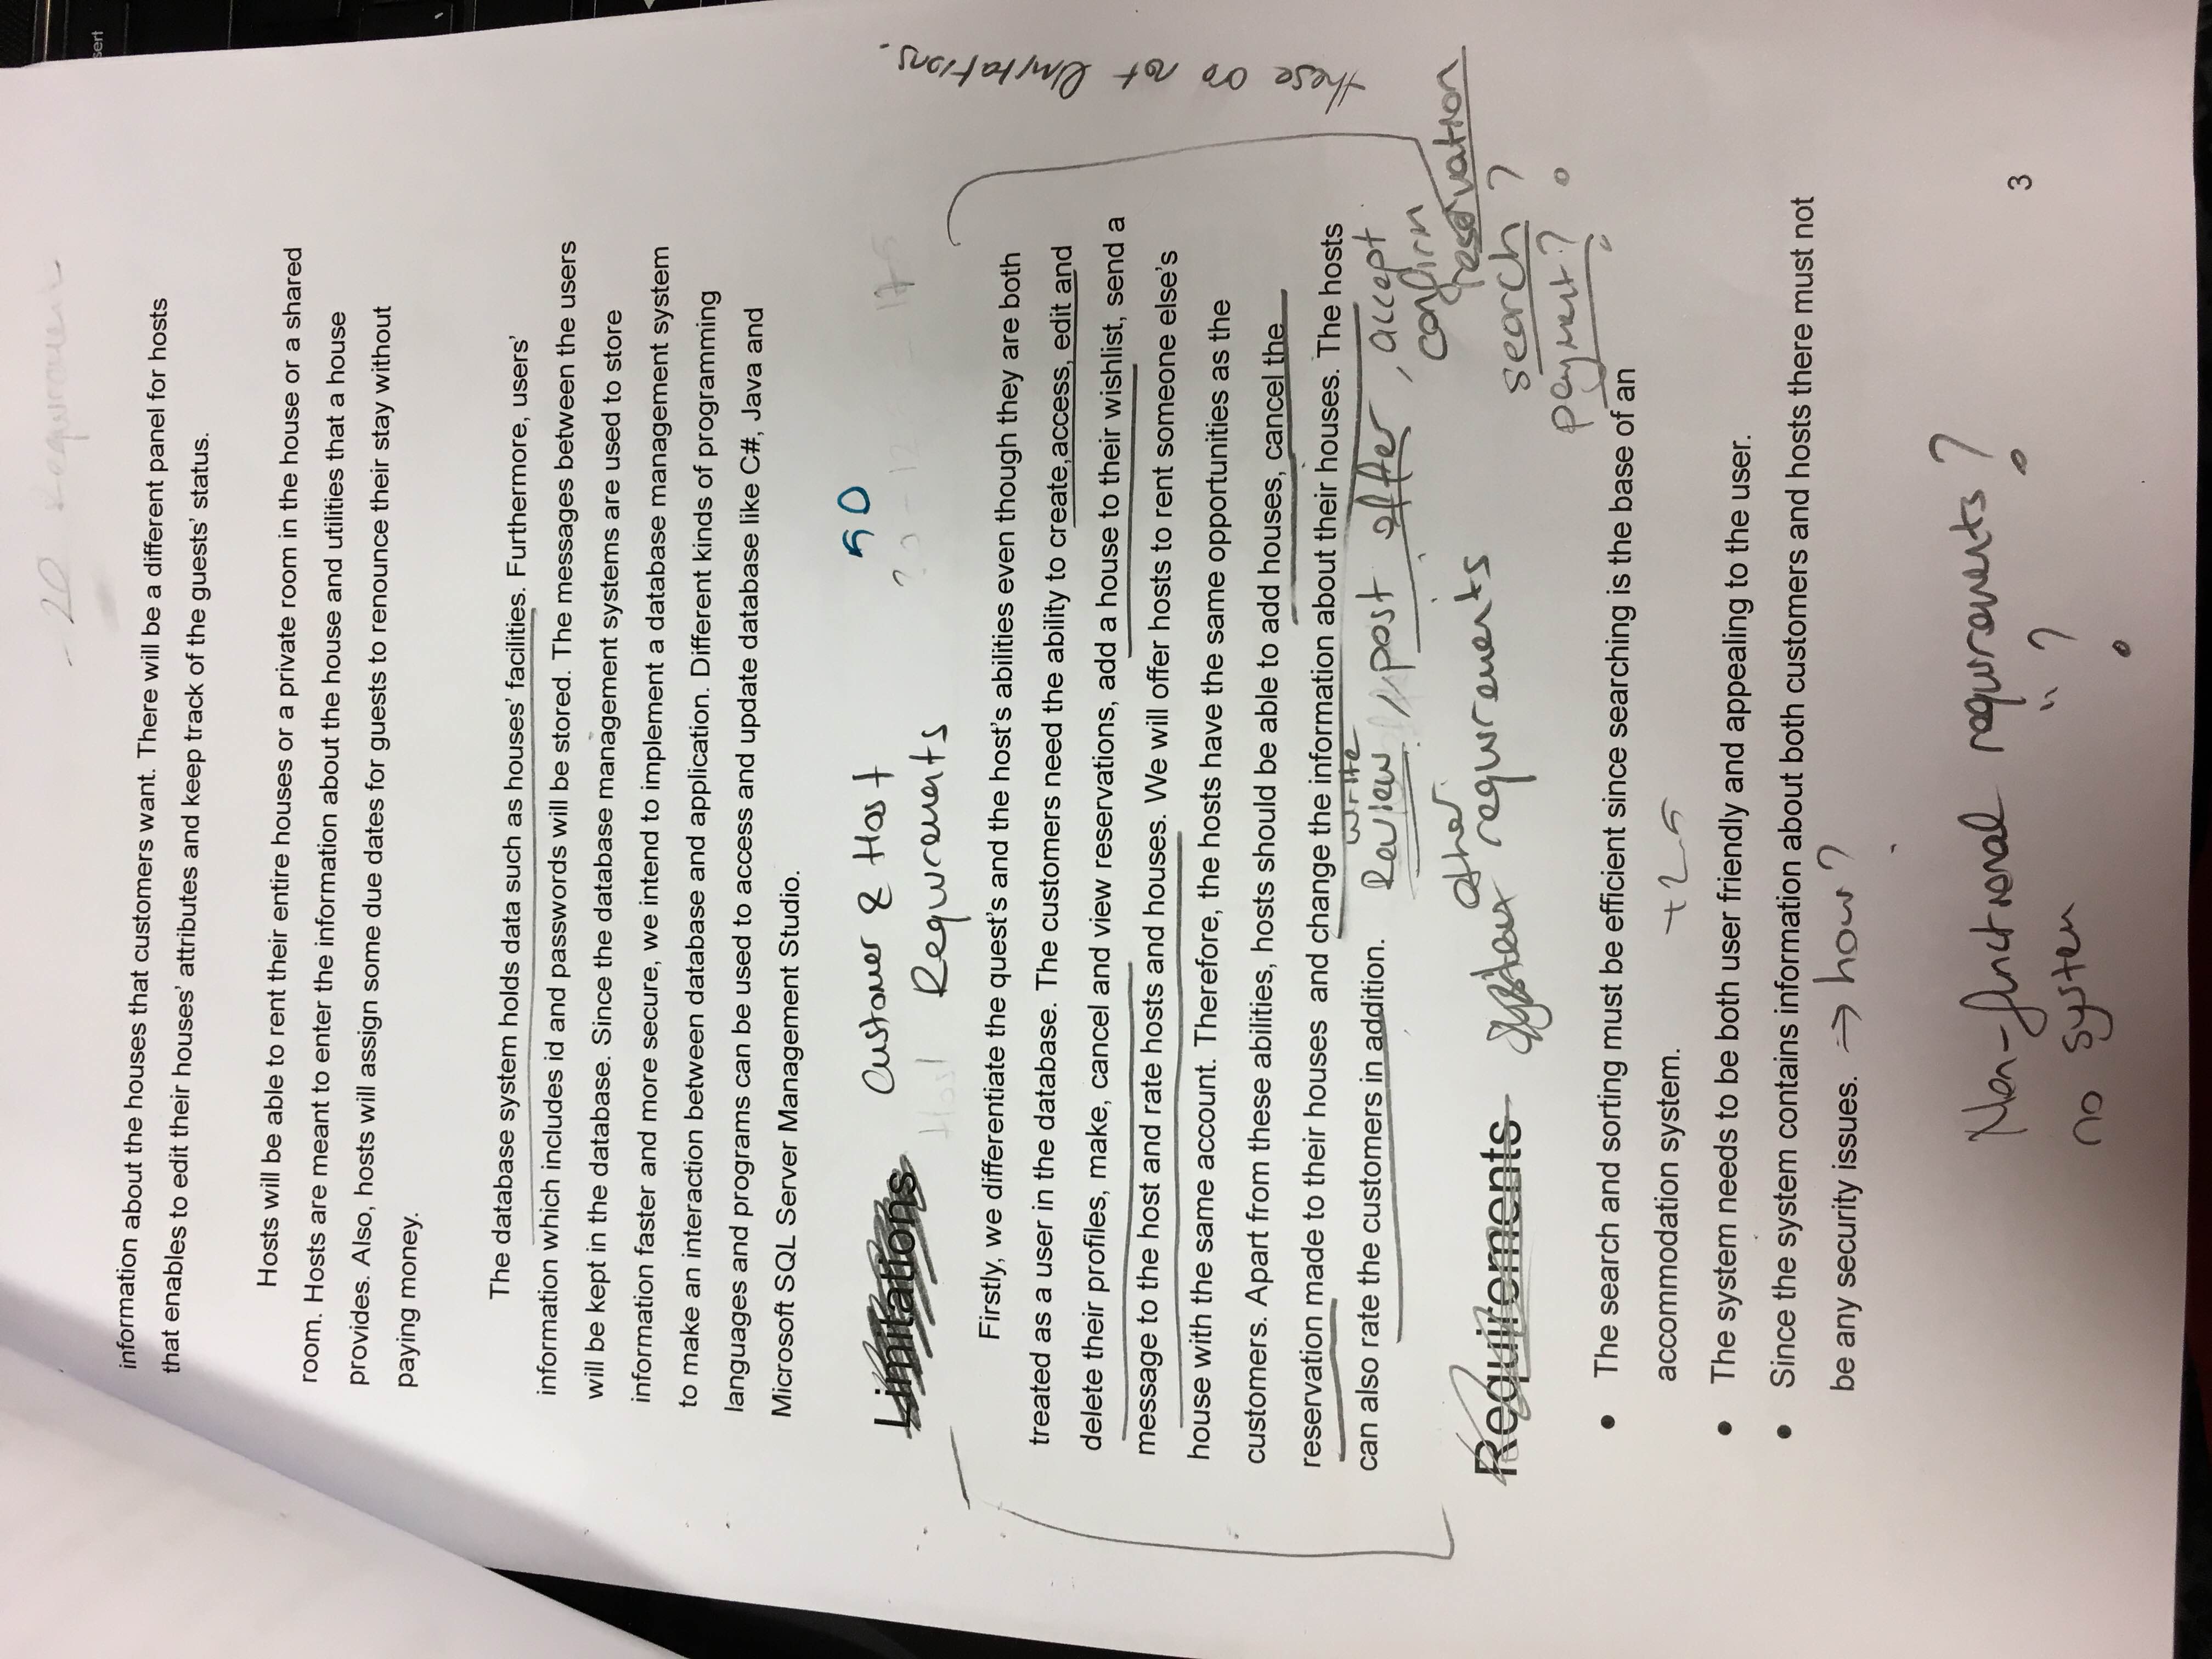 - 20 Requrement
sert
information about the houses that customers want. There will be a different panel for hosts
that enables to edit their houses' attributes and keep track of the guests' status.
Hosts will be able to rent their entire houses or a private room in the house or a shared
room. Hosts are meant to enter the information about the house and utilities that a house
provides. Also, hosts will assign some due dates for guests to renounce their stay without
paying money.
The database system holds data such as houses' facilities. Furthermore, users'
information which includes id and passwords will be stored. The messages between the users
will be kept in the database. Since the database management systems are used to store
information faster and more secure, we intend to implement a database management system
to make an interaction between database and application. Different kinds of programming
languages and programs can be used to access and update database like C#, Java and
Microsoft SQL Server Management Studio.
Limitations
Customer & Host
Host Requrements
Firstly, we differentiate the quest's and the host's abilities even though they are both
treated as a user in the database. The customers need the ability to create,access, edit and
delete their profiles, make, cancel and view reservations, add a house to their wishlist, send a
message to the host and rate hosts and houses. We will offer hosts to rent someone else's
house with the same account. Therefore, the hosts have the same opportunities as the
customers. Apart from these abilities, hosts should be able to add houses, cancel the
reservation made to their houses and change the information about their houses. The hosts
can also rate the customers in addition.
these are not limitations.
write
Review , post offer , accept
confirm
reservation
search ?
payment ?
Requirements
other
system requrements
The search and sorting must be efficient since searching is the base of an
accommodation system. +25
The system needs to be both user friendly and appealing to the user.
Since the system contains information about both customers and hosts there must not
be any security issues. ⇒ how ?
Non-functional requrements ?
no system " ?
3